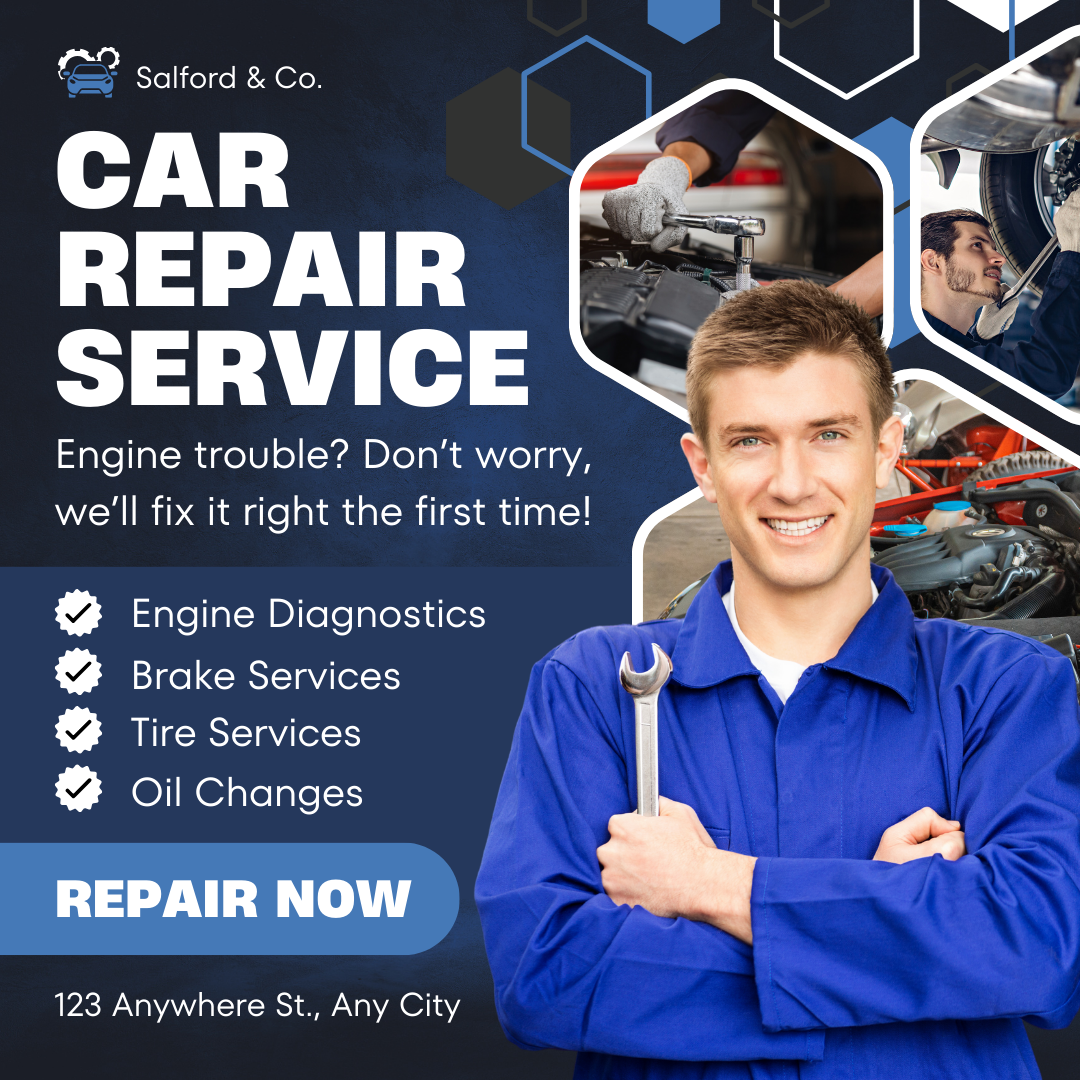 Salford & Co.
CAR
REPAIR
SERVICE
Engine trouble? Don’t worry,
we’ll fix it right the first time!
Engine Diagnostics
Brake Services
Tire Services
Oil Changes
REPAIR NOW
123 Anywhere St., Any City